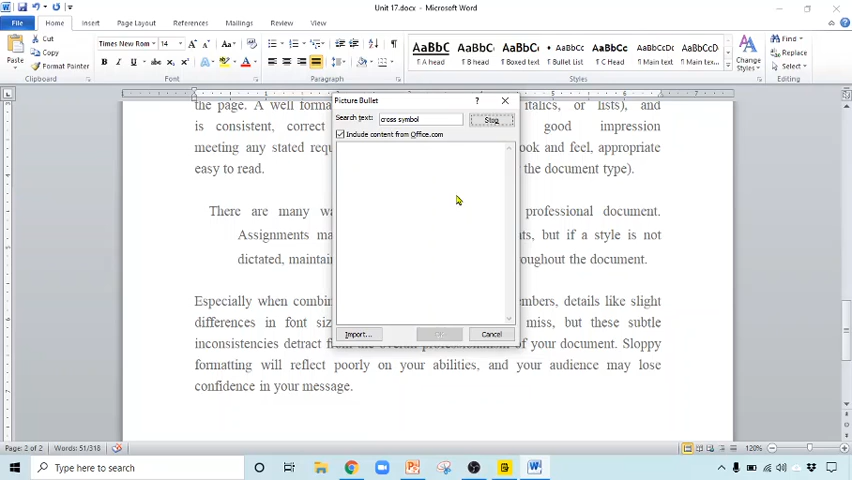 Unit 17.docx - Microsoft Word
File Home Insert Page Layout References Mailings Review View
Paste
Cut
Copy
Format Painter
Clipboard
Times New Rom 14
Font
Paragraph
AaBbC AaBbC AaBbC • AaBbC AaBbCc AaBbCcD AaBbCcD
¶ A head ¶ B head ¶ Boxed text ¶ Bullet List ¶ C Head ¶ Main text ¶ Main text...
Change Styles
Styles
Find
Replace
Select
Editing
the page. A well forma italics, or lists), and
is consistent, correct good impression
meeting any stated requ ook and feel, appropriate
easy to read. the document type).
There are many wa professional document.
Assignments ma nts, but if a style is not
dictated, maintai oughout the document.
Especially when combin mbers, details like slight
differences in font siz miss, but these subtle
inconsistencies detract from the overall professionalism of your document. Sloppy
formatting will reflect poorly on your abilities, and your audience may lose
confidence in your message.
Picture Bullet
?
Search text: cross symbol Stop
Include content from Office.com
Import... OK Cancel
Page: 2 of 2 Words: 51/318 120%
Type here to search